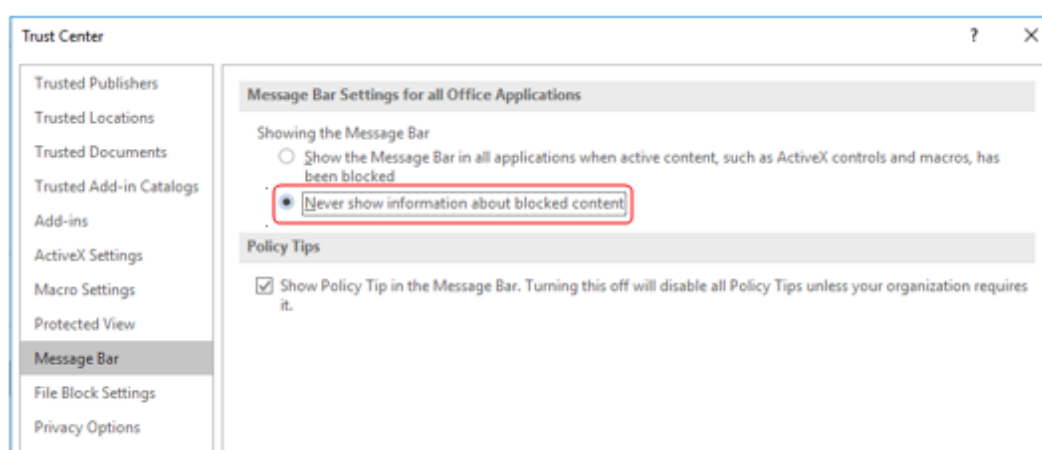 Trust Center ? ×
Trusted Publishers
Trusted Locations
Trusted Documents
Trusted Add-in Catalogs
Add-ins
ActiveX Settings
Macro Settings
Protected View
Message Bar
File Block Settings
Privacy Options
Message Bar Settings for all Office Applications
Showing the Message Bar
Show the Message Bar in all applications when active content, such as ActiveX controls and macros, has
been blocked
Never show information about blocked content
Policy Tips
Show Policy Tip in the Message Bar. Turning this off will disable all Policy Tips unless your organization requires
it.